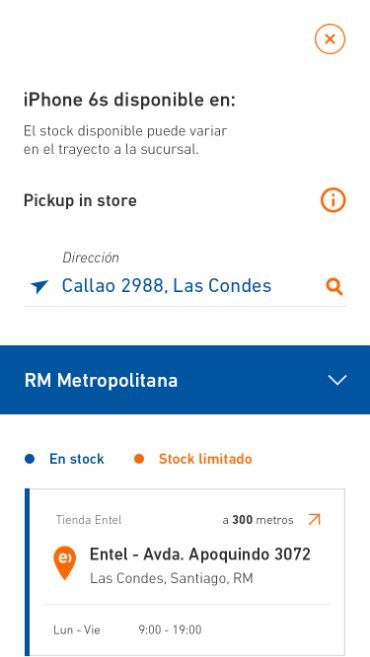 iPhone 6s disponible en:
El stock disponible puede variar
en el trayecto a la sucursal.
Pickup in store
Dirección
Callao 2988, Las Condes
RM Metropolitana
En stock
Stock limitado
Tienda Entel
a 300 metros
Entel - Avda. Apoquindo 3072
Las Condes, Santiago, RM
Lun - Vie
9:00 - 19:00